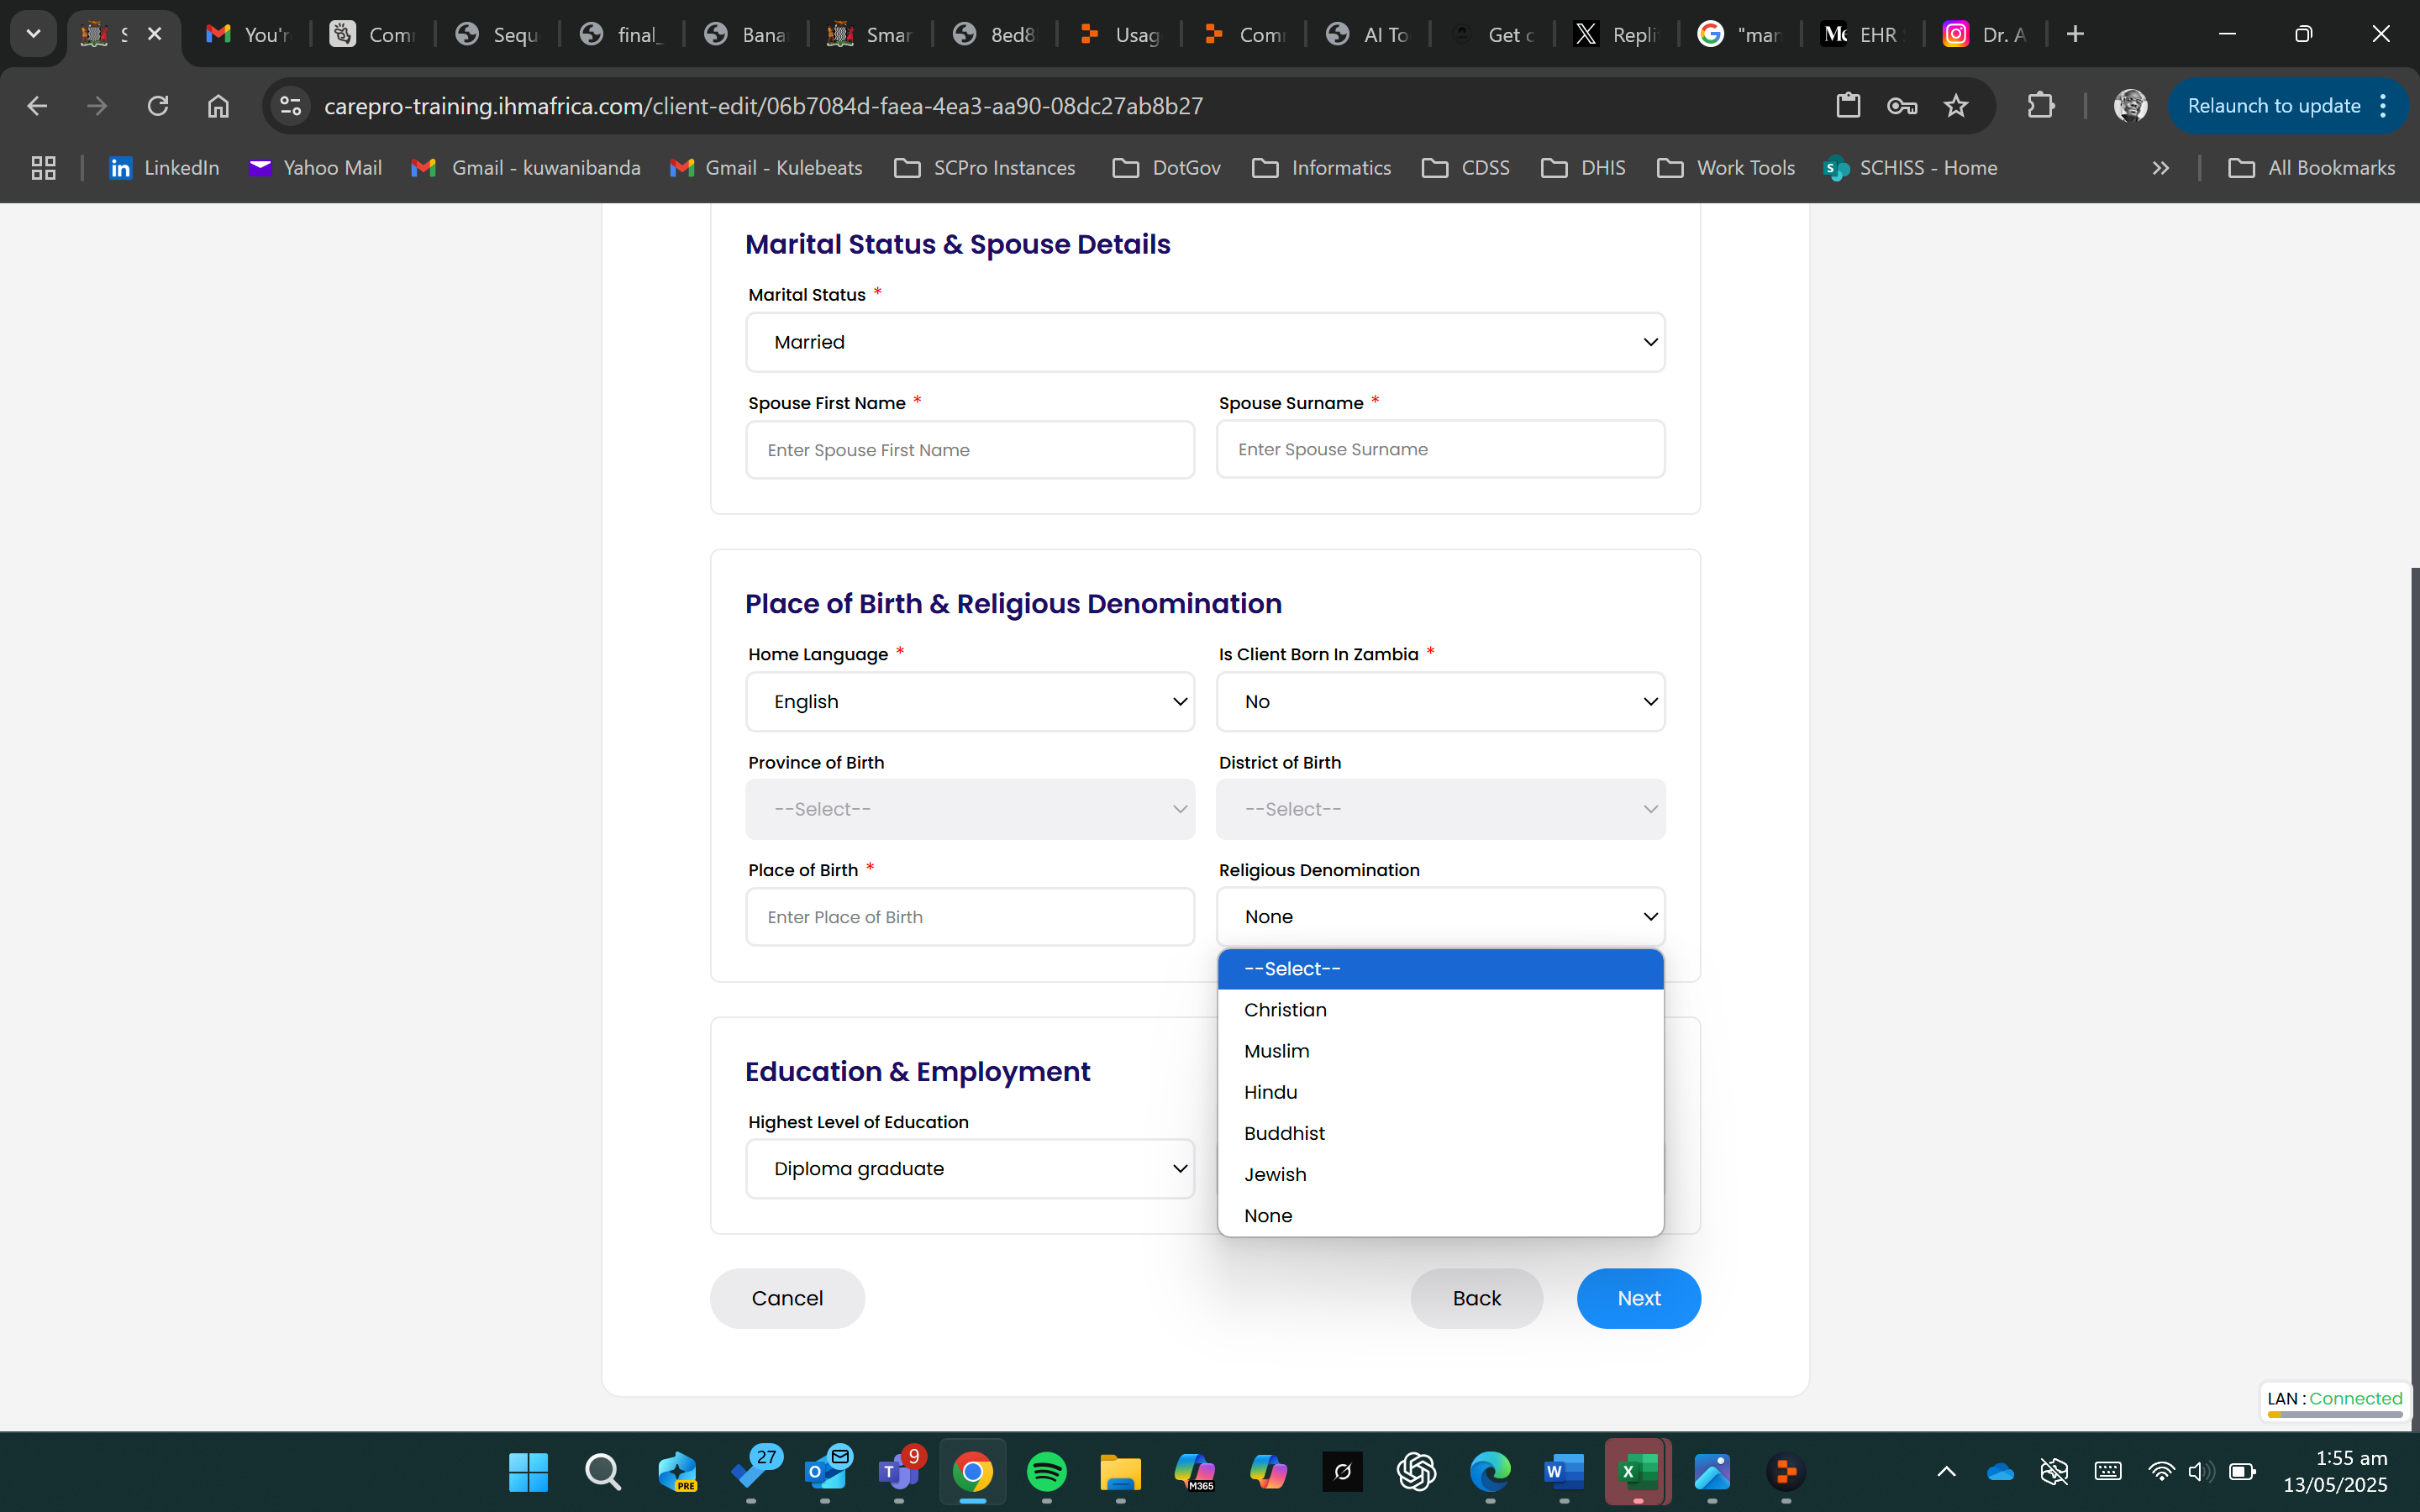 You'r
Com
Sequ
final_
Bana
Smar
8ed8
Usag
Com
AI To
Get c
Repli
"mar
EHR
Dr. A
carepro-training.ihmafrica.com/client-edit/06b7084d-faea-4ea3-aa90-08dc27ab8b27
Relaunch to update
LinkedIn
Yahoo Mail
Gmail - kuwanibanda
Gmail - Kulebeats
SCPro Instances
DotGov
Informatics
CDSS
DHIS
Work Tools
SCHISS - Home
All Bookmarks
Marital Status & Spouse Details
Marital Status *
Married
Spouse First Name *
Spouse Surname *
Enter Spouse First Name
Enter Spouse Surname
Place of Birth & Religious Denomination
Home Language *
Is Client Born In Zambia *
English
No
Province of Birth
District of Birth
--Select--
--Select--
Place of Birth *
Religious Denomination
Enter Place of Birth
None
--Select--
Christian
Muslim
Hindu
Buddhist
Jewish
None
Education & Employment
Highest Level of Education
Diploma graduate
Cancel
Back
Next
LAN : Connected
PRE
27
9
M365
1:55 am
13/05/2025